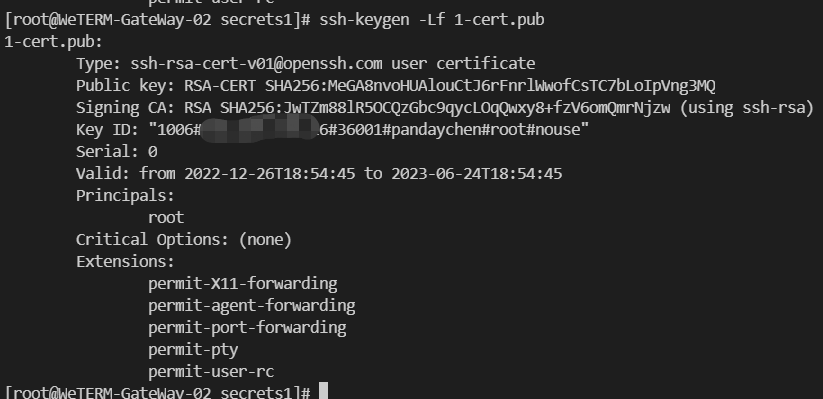 permit-user-rc
[root@WeTERM-GateWay-02 secrets1]# ssh-keygen -Lf 1-cert.pub
1-cert.pub:
Type: ssh-rsa-cert-v01@openssh.com user certificate
Public key: RSA-CERT SHA256:MeGA8nvoHUAlouCtJ6rFnrlWwofCsTC7bLoIpVng3MQ
Signing CA: RSA SHA256:JwTZm88lR5OCQzGbc9qycLOqQwxy8+fzV6omQmrNjzw (using ssh-rsa)
Key ID: "1006#6#36001#pandaychen#root#nouse"
Serial: 0
Valid: from 2022-12-26T18:54:45 to 2023-06-24T18:54:45
Principals:
root
Critical Options: (none)
Extensions:
permit-X11-forwarding
permit-agent-forwarding
permit-port-forwarding
permit-pty
permit-user-rc
[root@WeTERM-GateWay-02 secrets1]#